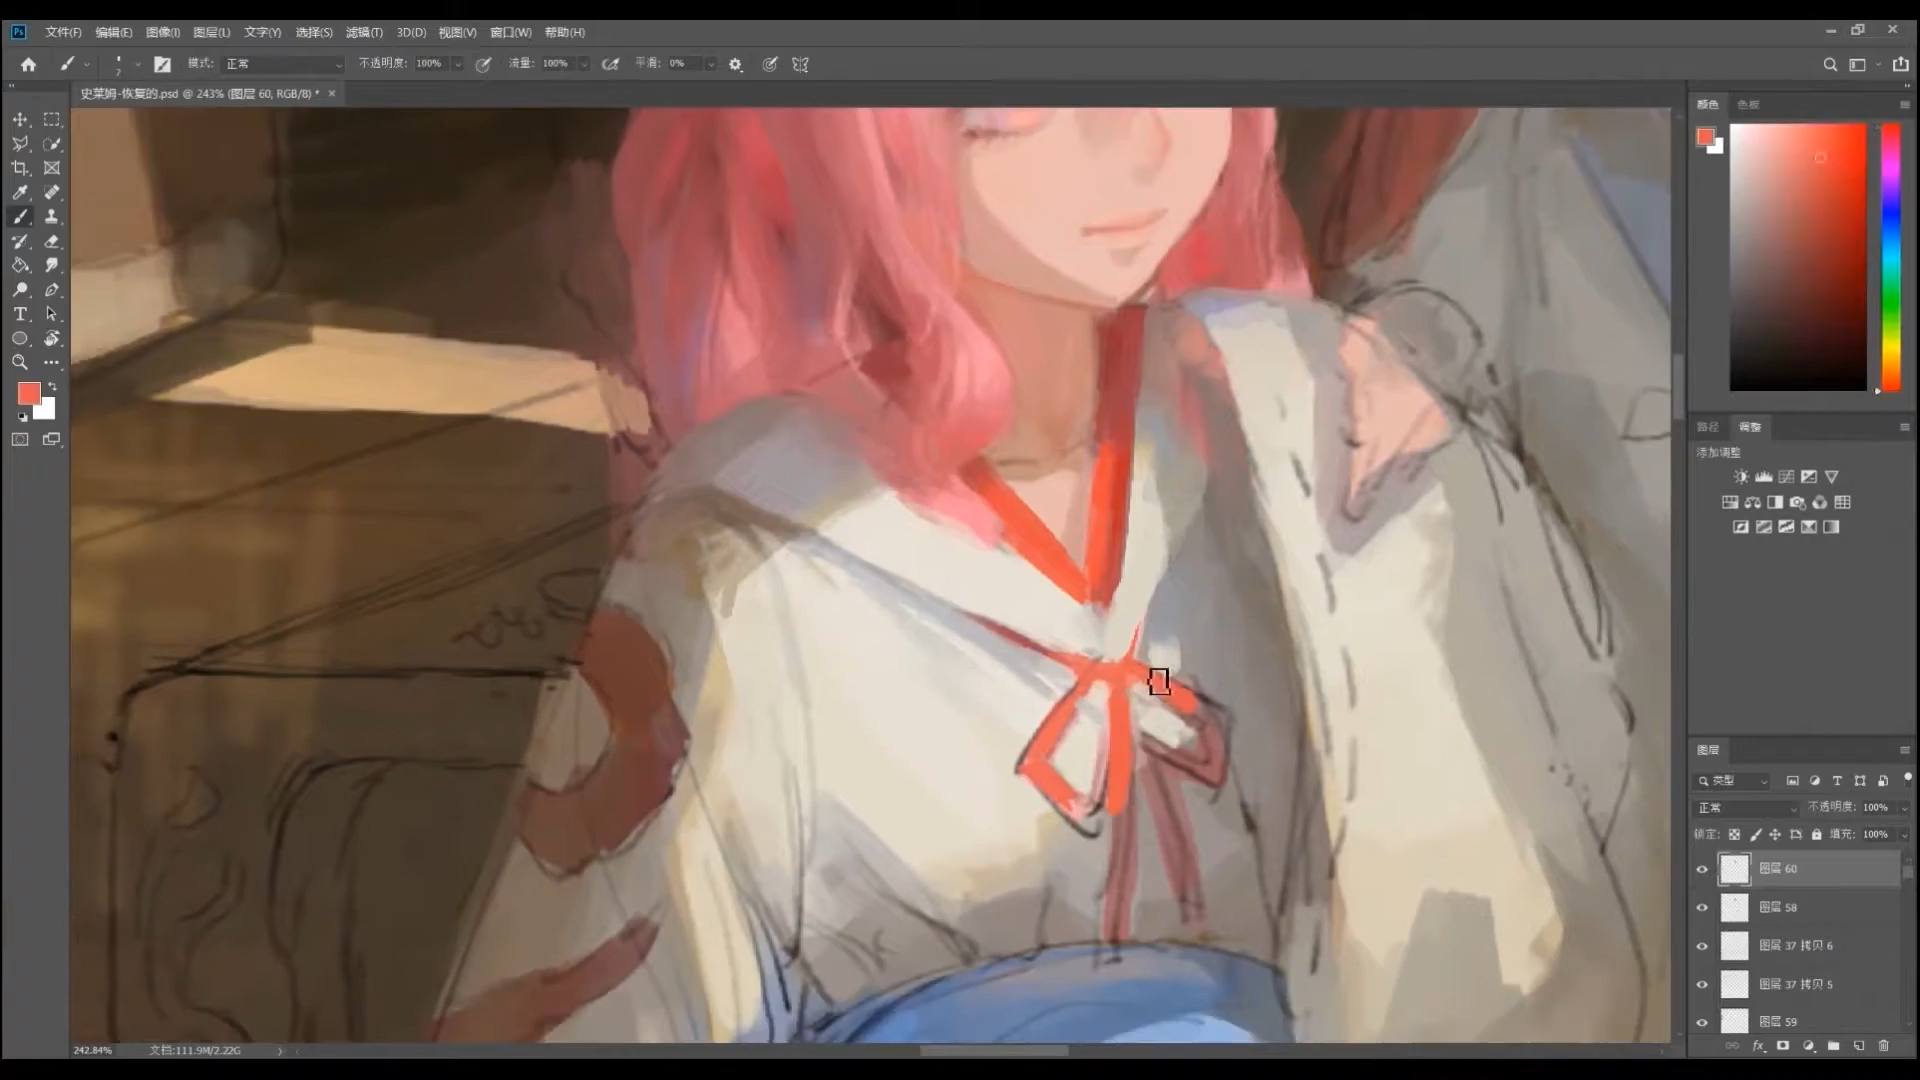 Ps 文件(F) 编辑(E) 图像(I) 图层(L) 文字(Y) 选择(S) 滤镜(T) 3D(D) 视图(V) 窗口(W) 帮助(H)
7 模式: 正常 不透明度: 100% 流量: 100% 平滑: 0%
史莱姆-恢复的.psd @ 243% (图层 60, RGB/8) * ×
颜色 色板
路径 调整
添加调整
图层
类型
正常 不透明度: 100%
锁定: 填充: 100%
图层 60
图层 58
图层 37 拷贝 6
图层 37 拷贝 5
图层 59
fx
242.84% 文档:111.9M/2.22G